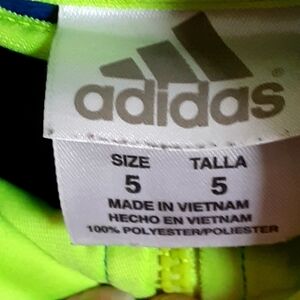 adidas
SIZE TALLA
5 5
MADE IN VIETNAM
HECHO EN VIETNAM
100% POLYESTER/POLIESTER